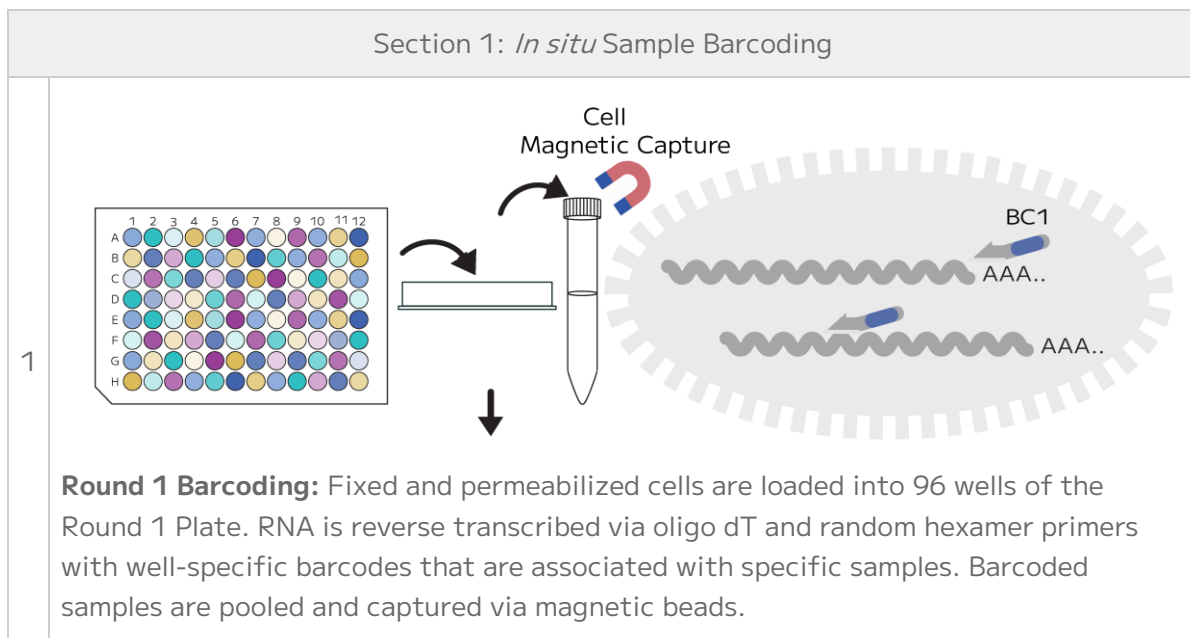 Section 1: In situ Sample Barcoding
1
Cell
Magnetic Capture
1 2 3 4 5 6 7 8 9 10 11 12
A
B
C
D
E
F
G
H
BC1
AAA..
AAA..
Round 1 Barcoding: Fixed and permeabilized cells are loaded into 96 wells of the
Round 1 Plate. RNA is reverse transcribed via oligo dT and random hexamer primers
with well-specific barcodes that are associated with specific samples. Barcoded
samples are pooled and captured via magnetic beads.